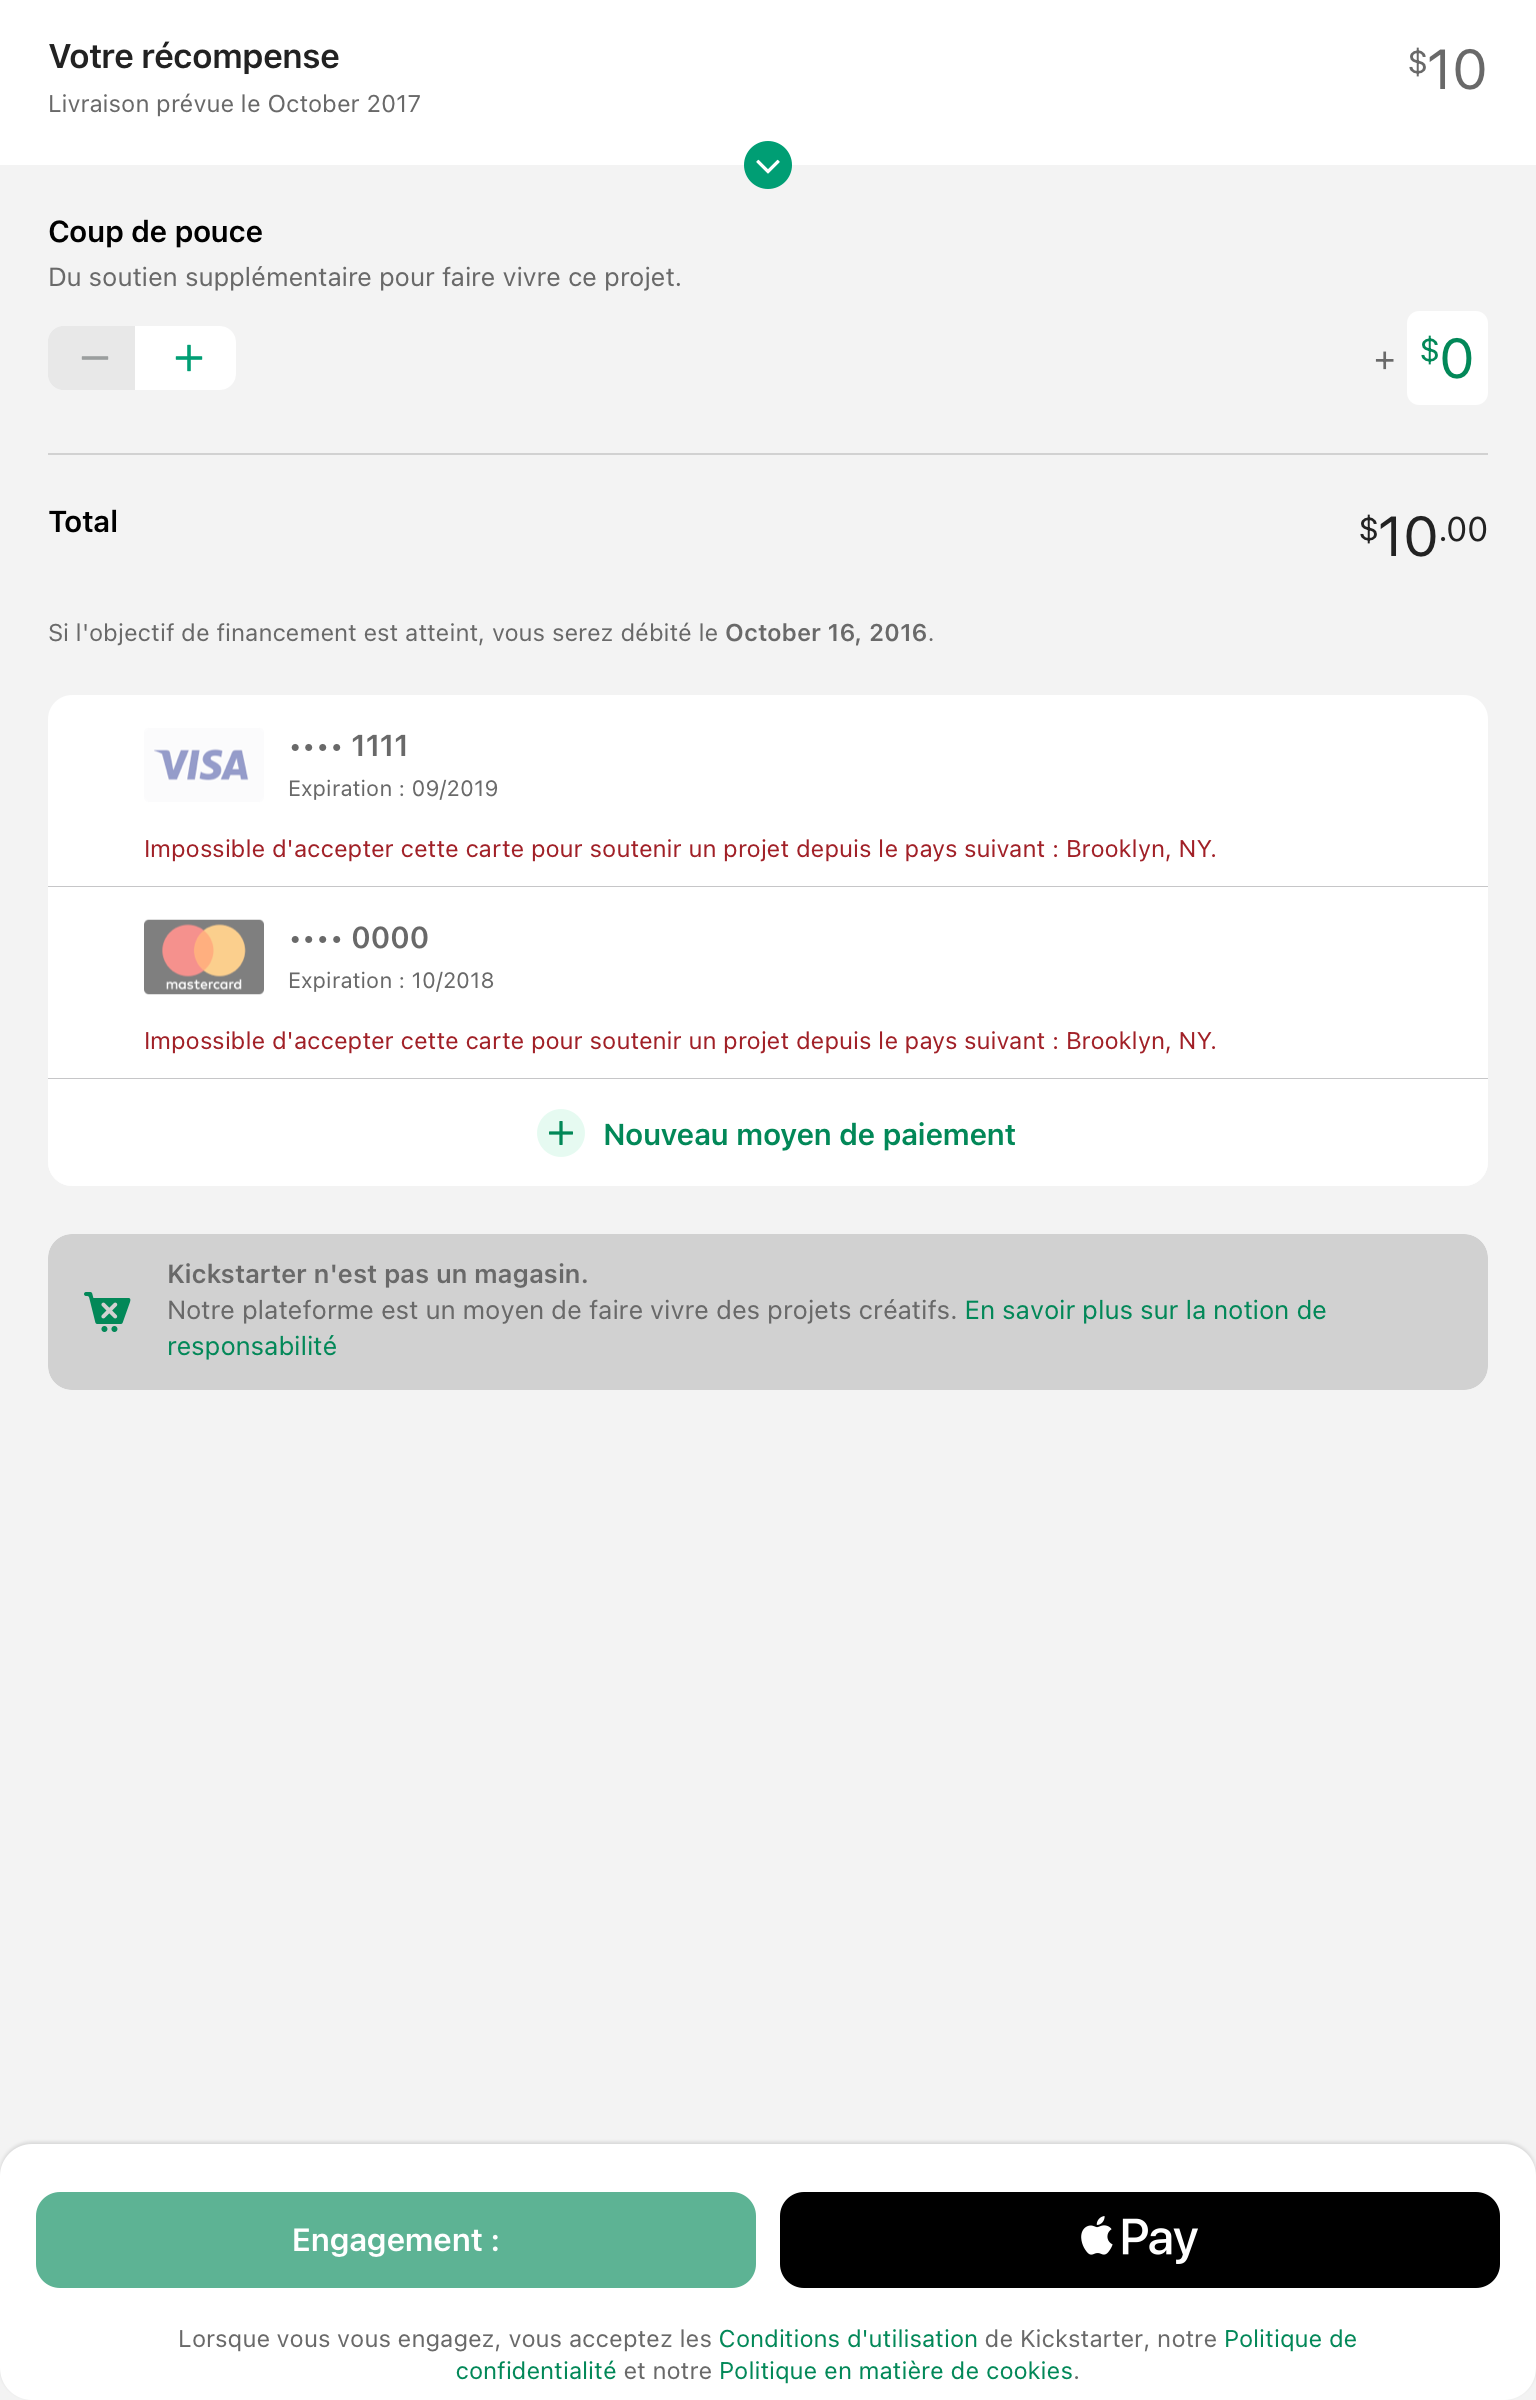 Votre récompense
$10
Livraison prévue le October 2017
Coup de pouce
Du soutien supplémentaire pour faire vivre ce projet.
− +
+ $0
Total
$10.00
Si l'objectif de financement est atteint, vous serez débité le October 16, 2016.
VISA
•••• 1111
Expiration : 09/2019
Impossible d'accepter cette carte pour soutenir un projet depuis le pays suivant : Brooklyn, NY.
•••• 0000
mastercard
Expiration : 10/2018
Impossible d'accepter cette carte pour soutenir un projet depuis le pays suivant : Brooklyn, NY.
+ Nouveau moyen de paiement
Kickstarter n'est pas un magasin.
Notre plateforme est un moyen de faire vivre des projets créatifs. En savoir plus sur la notion de
responsabilité
Engagement :
Pay
Lorsque vous vous engagez, vous acceptez les Conditions d'utilisation de Kickstarter, notre Politique de
confidentialité et notre Politique en matière de cookies.